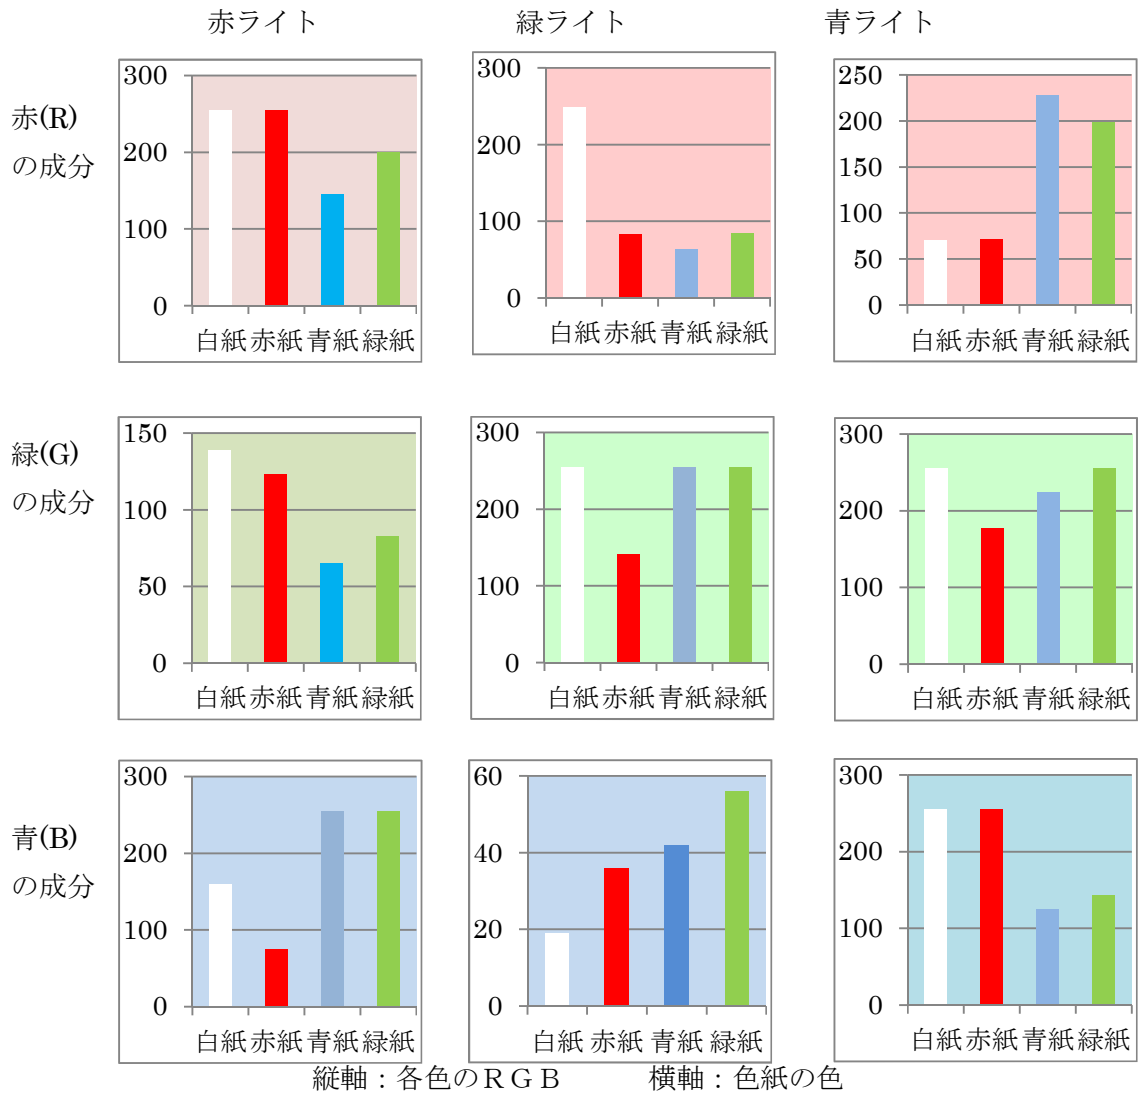 赤ライト 緑ライト 青ライト
赤(R)
の成分
300
200
100
0
白紙 赤紙 青紙 緑紙
300
200
100
0
白紙 赤紙 青紙 緑紙
250
200
150
100
50
0
白紙 赤紙 青紙 緑紙
緑(G)
の成分
150
100
50
0
白紙 赤紙 青紙 緑紙
300
200
100
0
白紙 赤紙 青紙 緑紙
300
200
100
0
白紙 赤紙 青紙 緑紙
青(B)
の成分
300
200
100
0
白紙 赤紙 青紙 緑紙
60
40
20
0
白紙 赤紙 青紙 緑紙
300
200
100
0
白紙 赤紙 青紙 緑紙
縦軸：各色のＲＧＢ 横軸：色紙の色